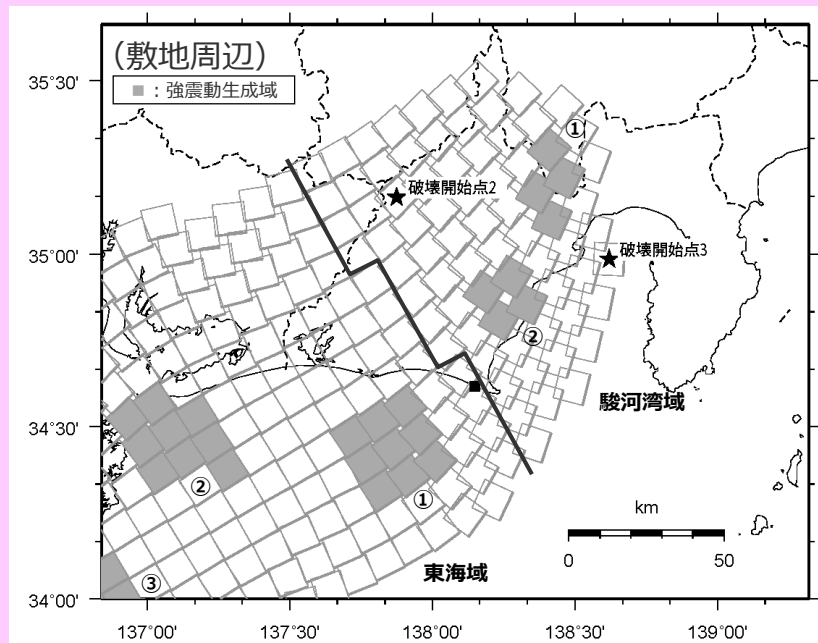 (敷地周辺)
■：強震動生成域
35°30'
①
破壊開始点2
35°00'
破壊開始点3
②
駿河湾域
34°30'
②
①
km
0 50
東海域
③
34°00'
137°00' 137°30' 138°00' 138°30' 139°00'